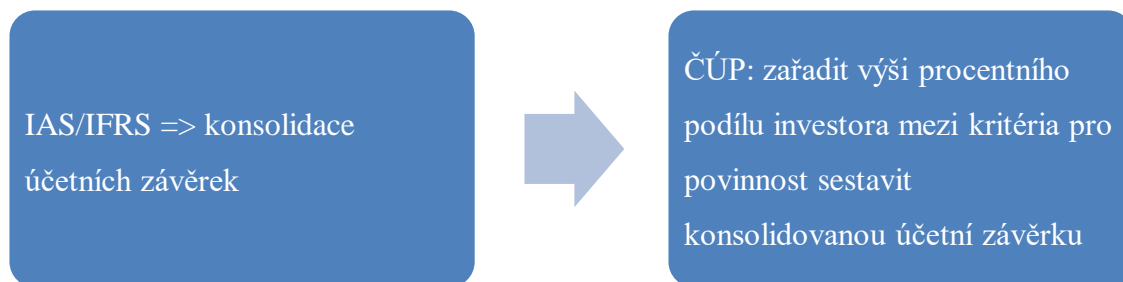 IAS/IFRS => konsolidace
účetních závěrek
ČÚP: zařadit výši procentního
podílu investora mezi kritéria pro
povinnost sestavit
konsolidovanou účetní závěrku